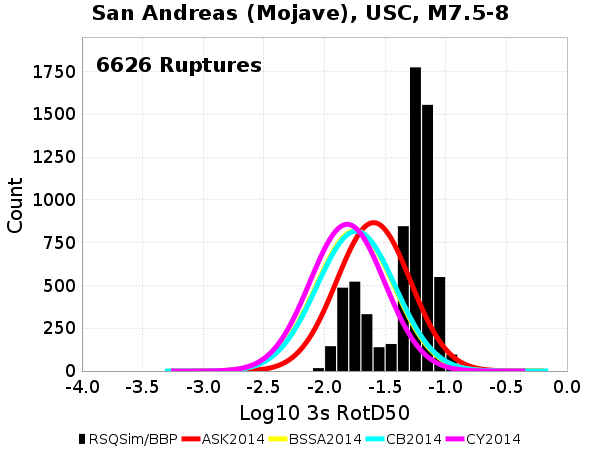 San Andreas (Mojave), USC, M7.5-8
6626 Ruptures
Count
1750
1500
1250
1000
750
500
250
0
-4.0 -3.5 -3.0 -2.5 -2.0 -1.5 -1.0 -0.5 0.0
Log10 3s RotD50
RSQSim/BBP ASK2014 BSSA2014 CB2014 CY2014